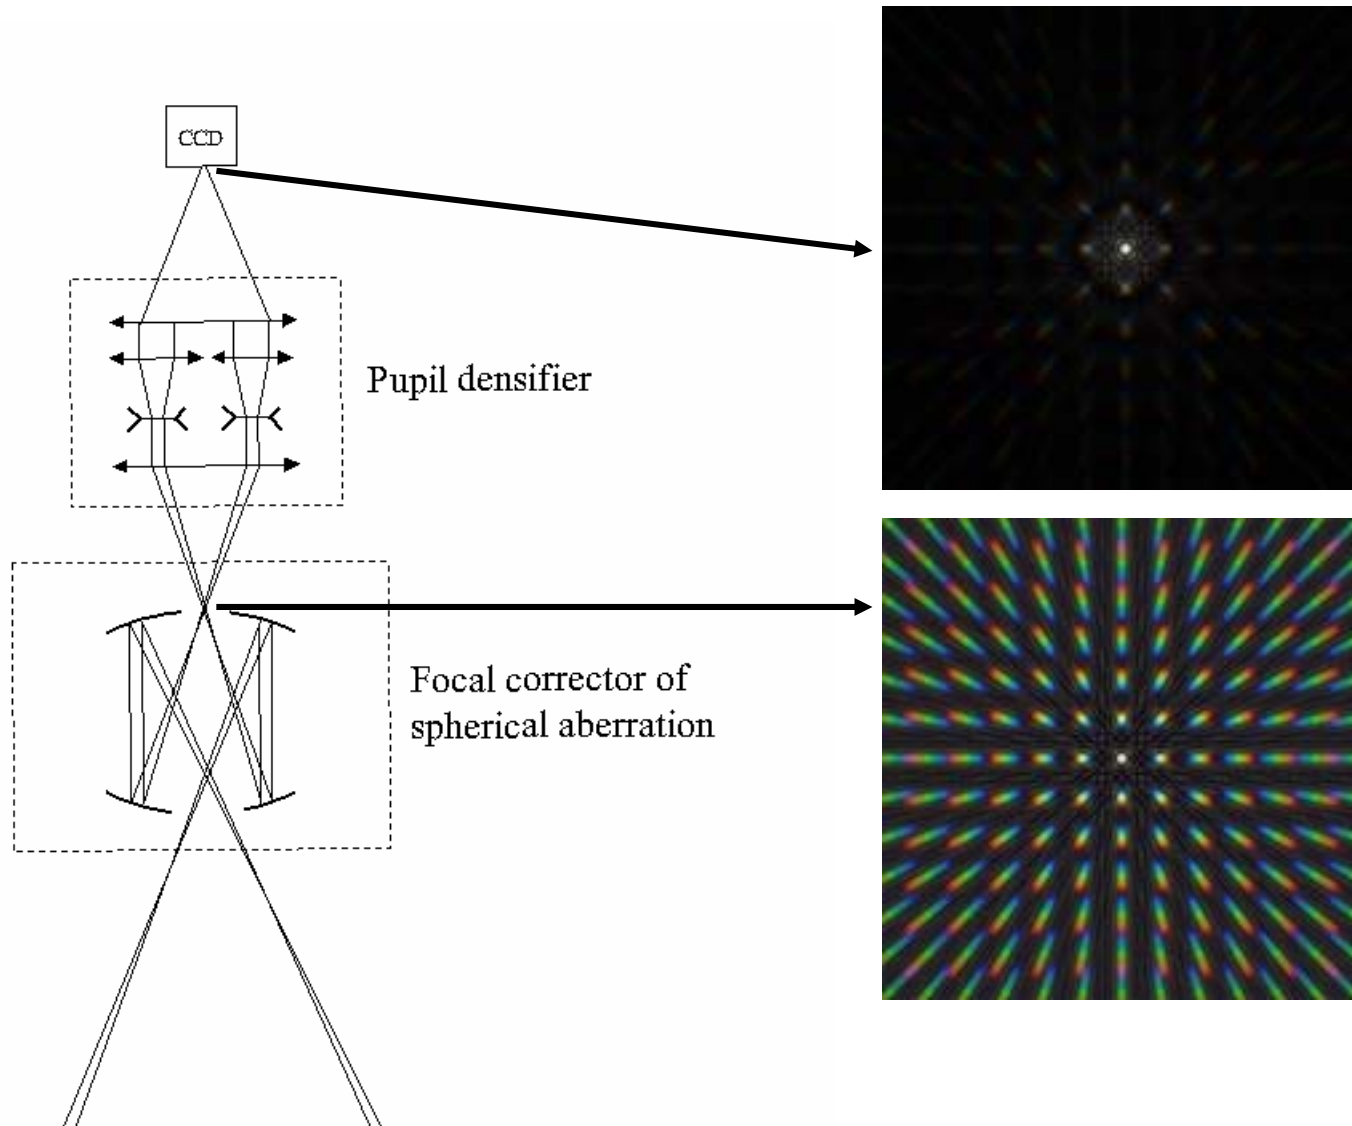 CCD
Pupil densifier
Focal corrector of
spherical aberration